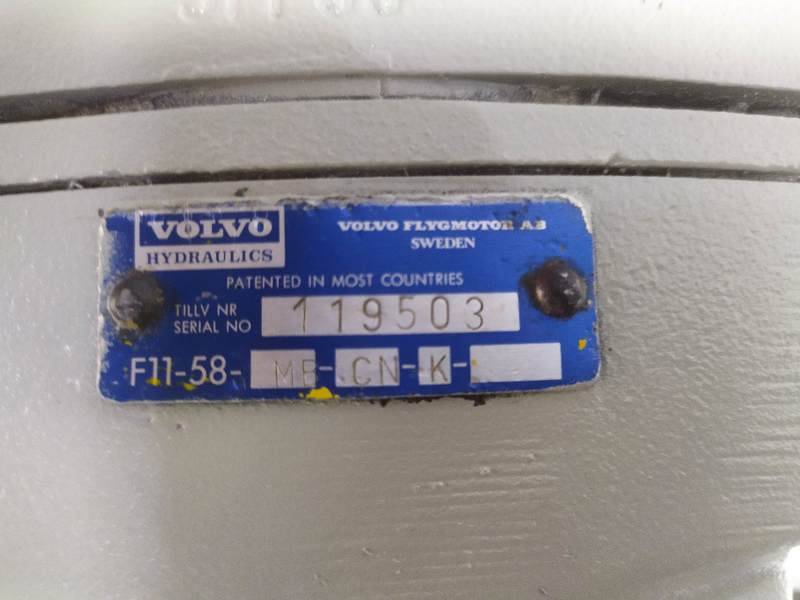 VOLVO
HYDRAULICS
VOLVO FLYGMOTOR AB
SWEDEN
PATENTED IN MOST COUNTRIES
TILLV NR
SERIAL NO
119503
F11-58-MB-CN-K-